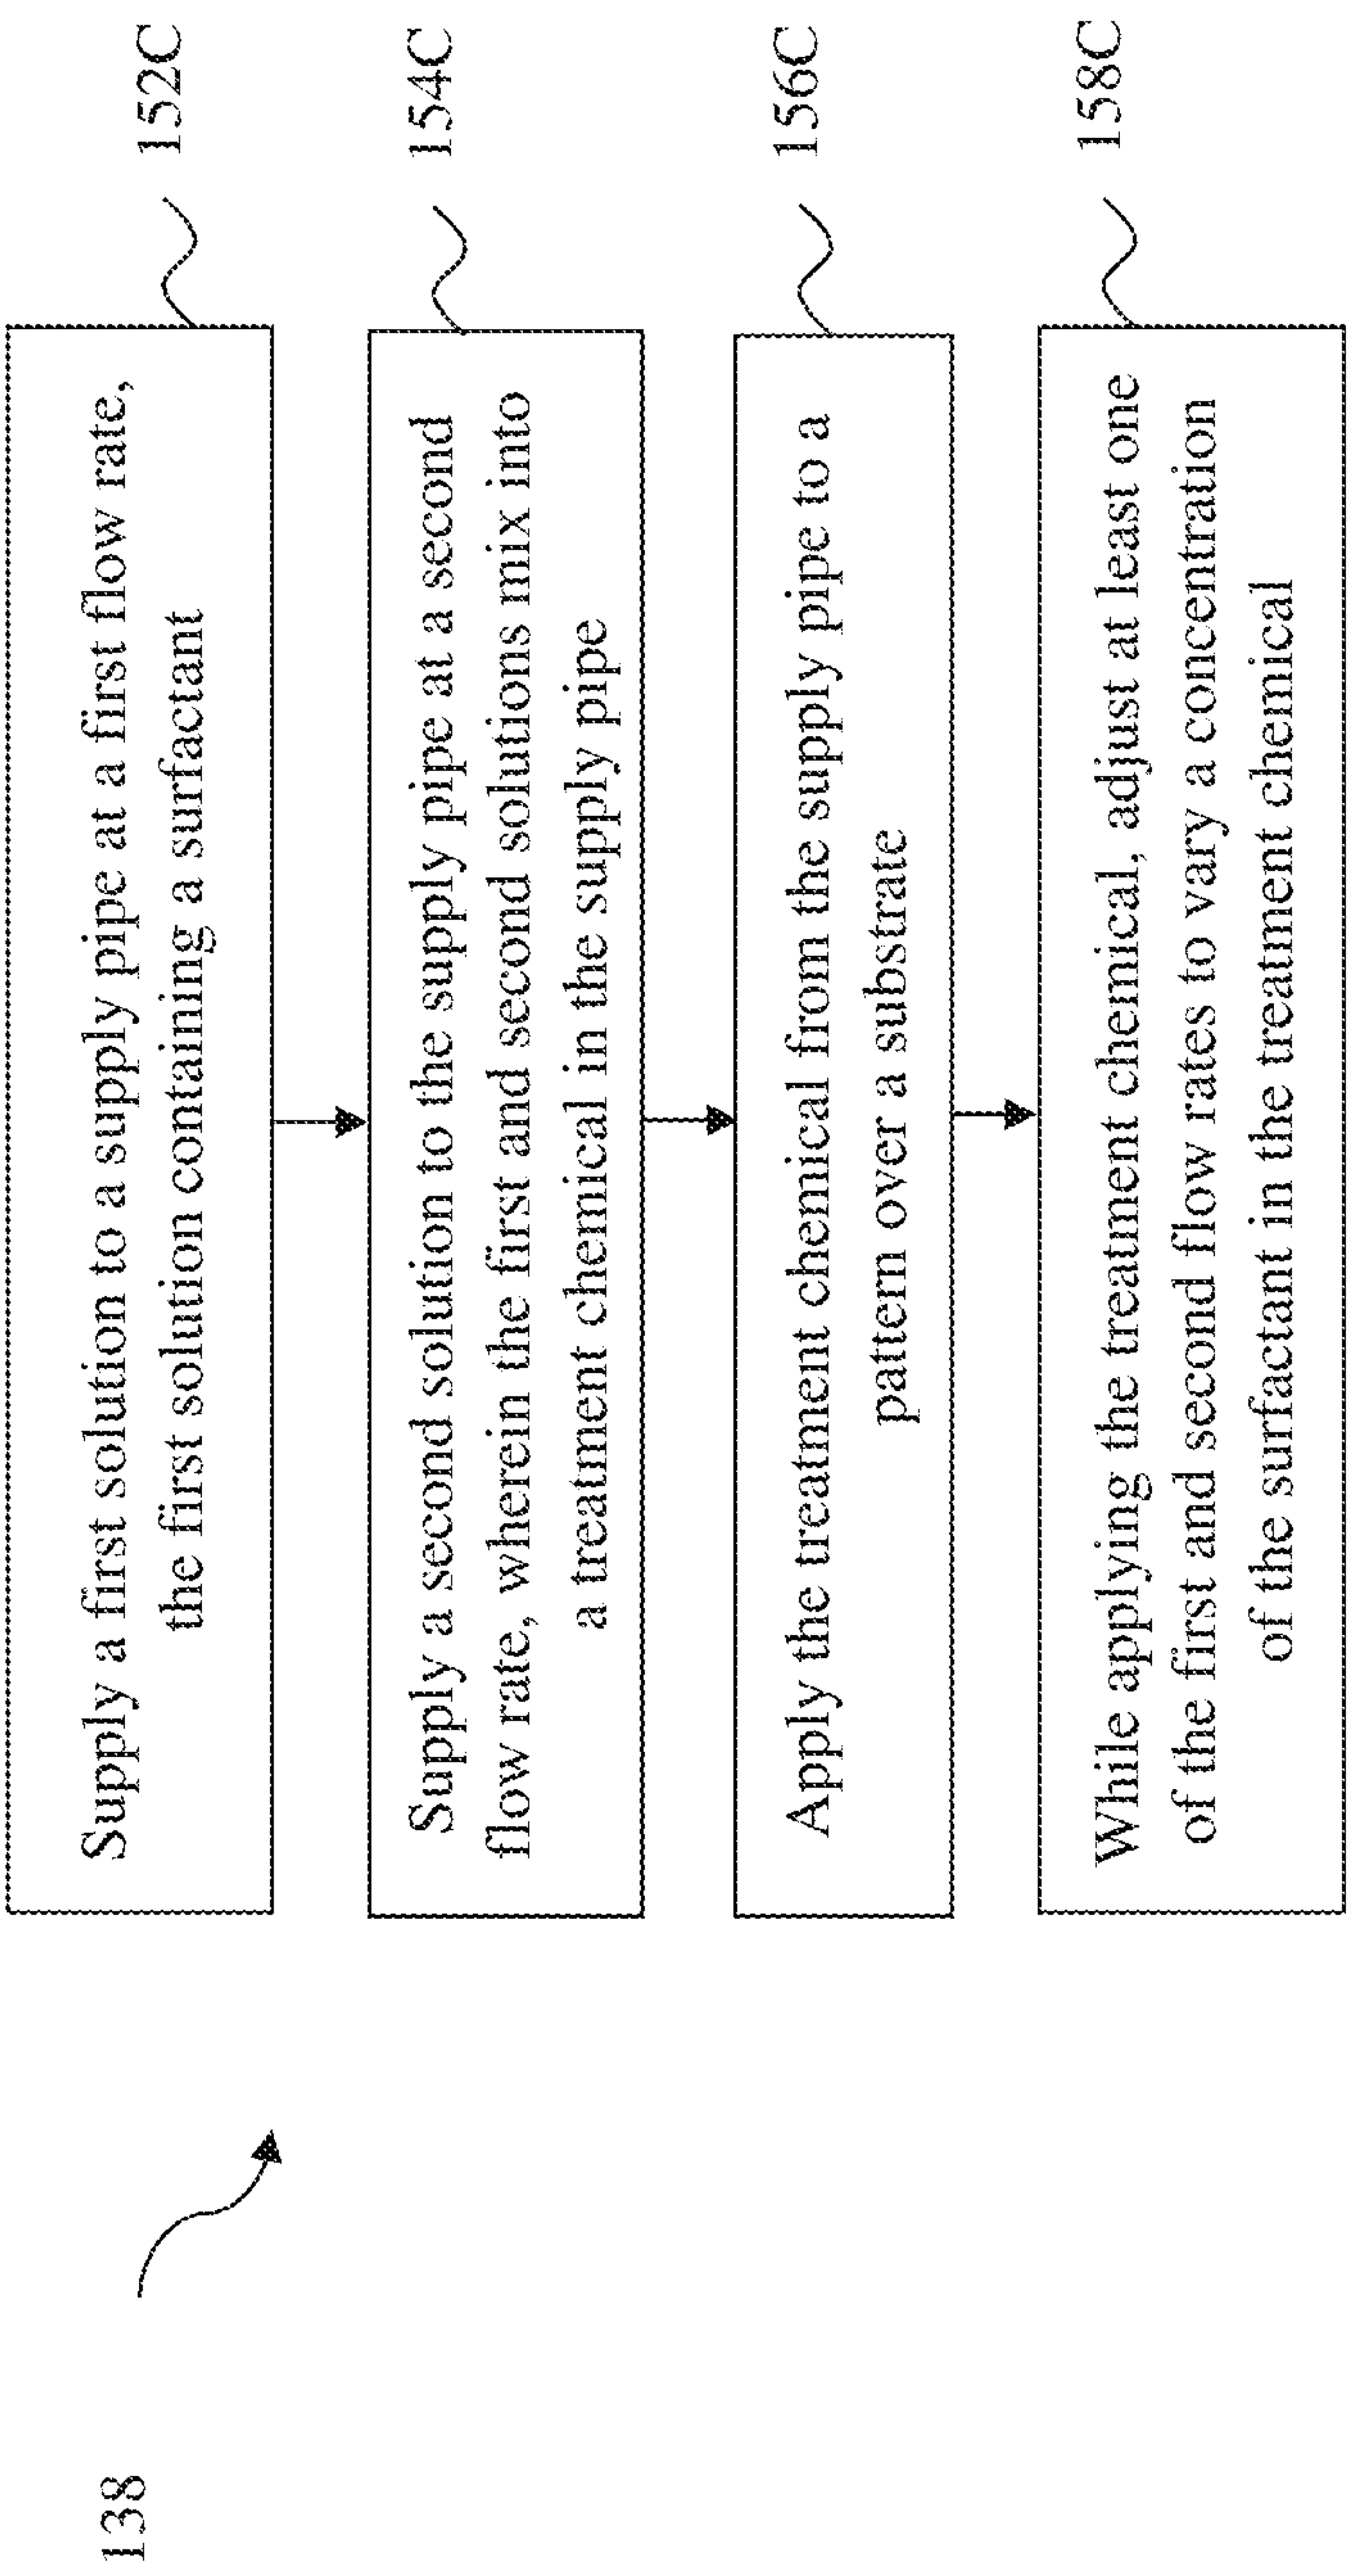 138
Supply a first solution to a supply pipe at a first flow rate,
the first solution containing a surfactant
152C
Supply a second solution to the supply pipe at a second
flow rate, wherein the first and second solutions mix into
a treatment chemical in the supply pipe
154C
Apply the treatment chemical from the supply pipe to a
pattern over a substrate
156C
While applying the treatment chemical, adjust at least one
of the first and second flow rates to vary a concentration
of the surfactant in the treatment chemical
158C